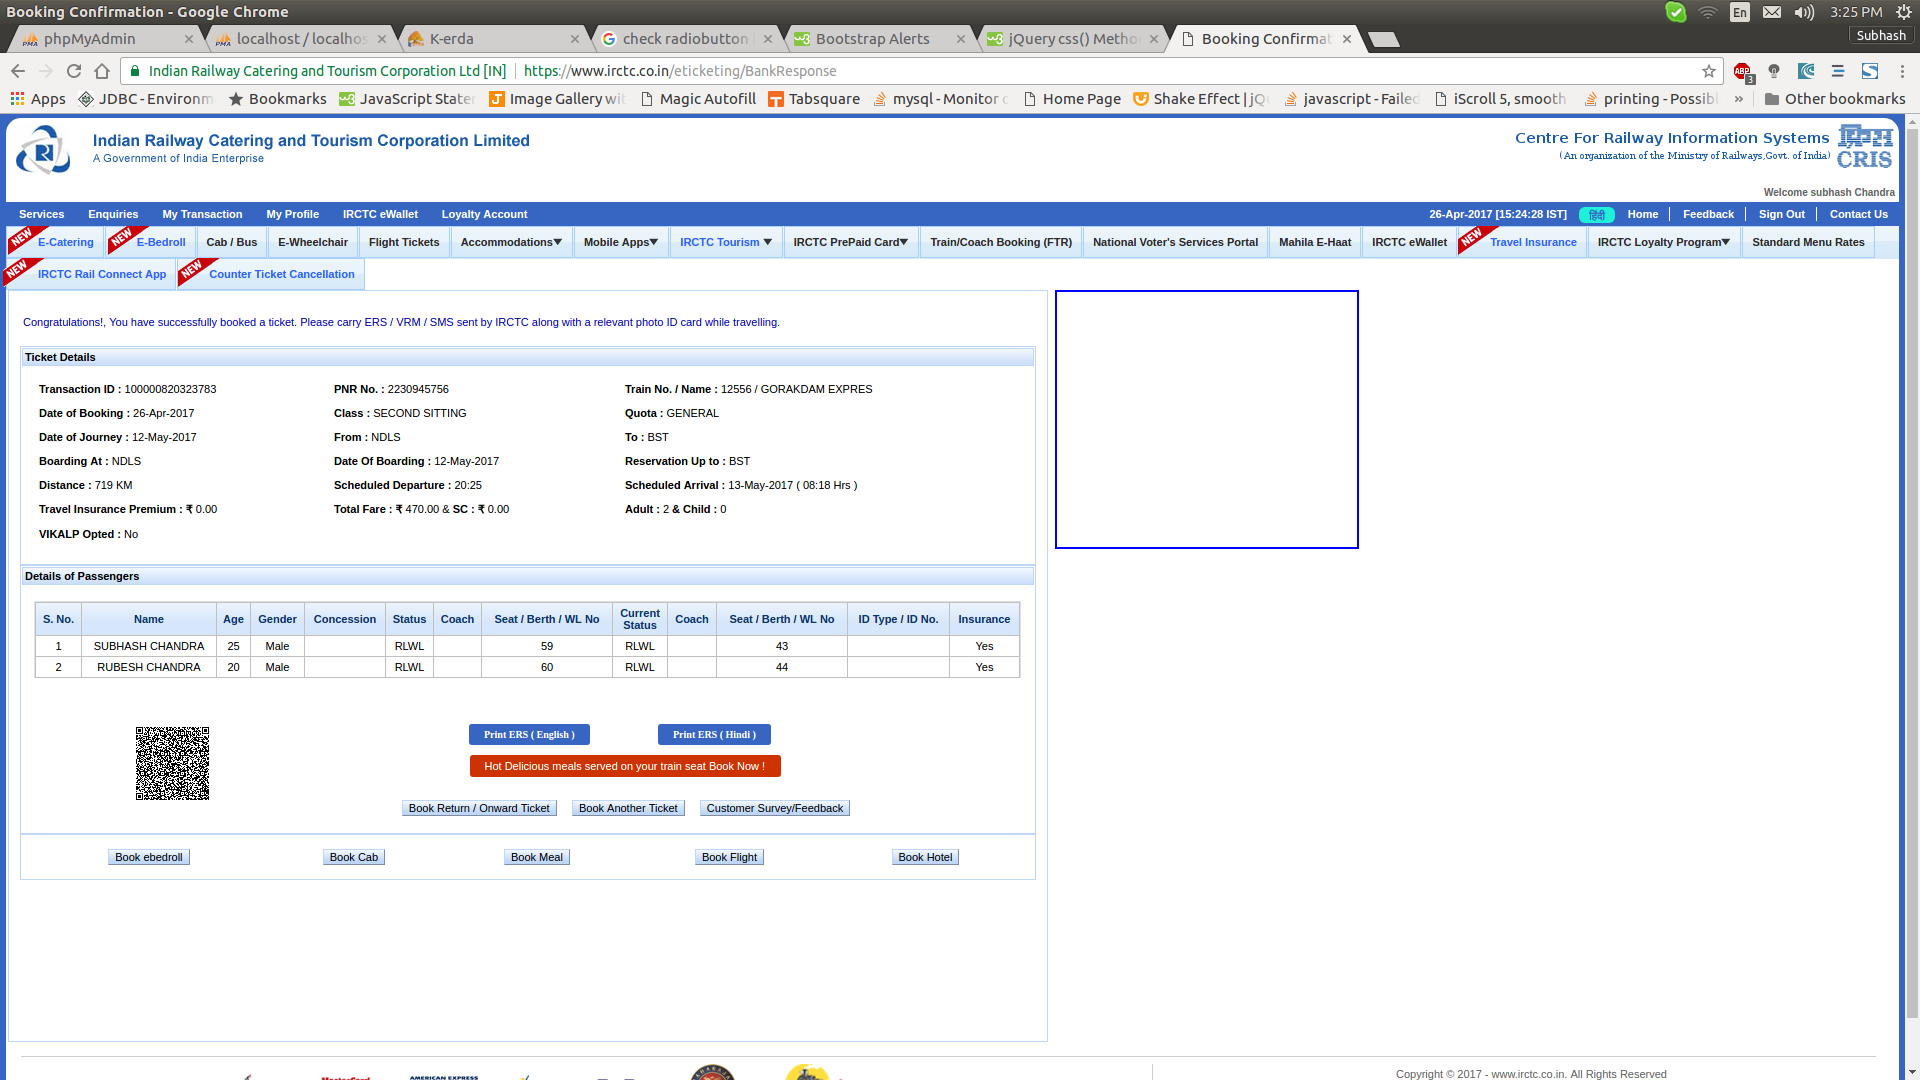 Booking Confirmation - Google Chrome
En 3:25 PM
phpMyAdmin
localhost / localhos
K-erda
check radiobutton
Bootstrap Alerts
jQuery css() Metho
Booking Confirmat
Subhash
Indian Railway Catering and Tourism Corporation Ltd [IN] https://www.irctc.co.in/eticketing/BankResponse
ABP 3
Apps JDBC - Environm Bookmarks JavaScript State Image Gallery wit Magic Autofill Tabsquare mysql - Monitor Home Page Shake Effect | jQ javascript - Failed iScroll 5, smooth printing - Possibl » Other bookmarks
Indian Railway Catering and Tourism Corporation Limited
A Government of India Enterprise
Centre For Railway Information Systems
(An organization of the Ministry of Railways,Govt. of India)
CRIS
Welcome subhash Chandra
Services Enquiries My Transaction My Profile IRCTC eWallet Loyalty Account 26-Apr-2017 [15:24:28 IST] हिंदी Home Feedback Sign Out Contact Us
NEW E-Catering NEW E-Bedroll Cab / Bus E-Wheelchair Flight Tickets Accommodations▼ Mobile Apps▼ IRCTC Tourism ▼ IRCTC PrePaid Card▼ Train/Coach Booking (FTR) National Voter's Services Portal Mahila E-Haat IRCTC eWallet NEW Travel Insurance IRCTC Loyalty Program▼ Standard Menu Rates
NEW IRCTC Rail Connect App NEW Counter Ticket Cancellation
Congratulations!, You have successfully booked a ticket. Please carry ERS / VRM / SMS sent by IRCTC along with a relevant photo ID card while travelling.
Ticket Details
Transaction ID : 100000820323783 PNR No. : 2230945756 Train No. / Name : 12556 / GORAKDAM EXPRES
Date of Booking : 26-Apr-2017 Class : SECOND SITTING Quota : GENERAL
Date of Journey : 12-May-2017 From : NDLS To : BST
Boarding At : NDLS Date Of Boarding : 12-May-2017 Reservation Up to : BST
Distance : 719 KM Scheduled Departure : 20:25 Scheduled Arrival : 13-May-2017 ( 08:18 Hrs )
Travel Insurance Premium : ₹ 0.00 Total Fare : ₹ 470.00 & SC : ₹ 0.00 Adult : 2 & Child : 0
VIKALP Opted : No
Details of Passengers
S. No. Name Age Gender Concession Status Coach Seat / Berth / WL No Current Status Coach Seat / Berth / WL No ID Type / ID No. Insurance
1 SUBHASH CHANDRA 25 Male RLWL 59 RLWL 43 Yes
2 RUBESH CHANDRA 20 Male RLWL 60 RLWL 44 Yes
Print ERS ( English ) Print ERS ( Hindi )
Hot Delicious meals served on your train seat Book Now !
Book Return / Onward Ticket Book Another Ticket Customer Survey/Feedback
Book ebedroll Book Cab Book Meal Book Flight Book Hotel
MasterCard AMERICAN EXPRESS MAHARAJA
Copyright © 2017 - www.irctc.co.in. All Rights Reserved